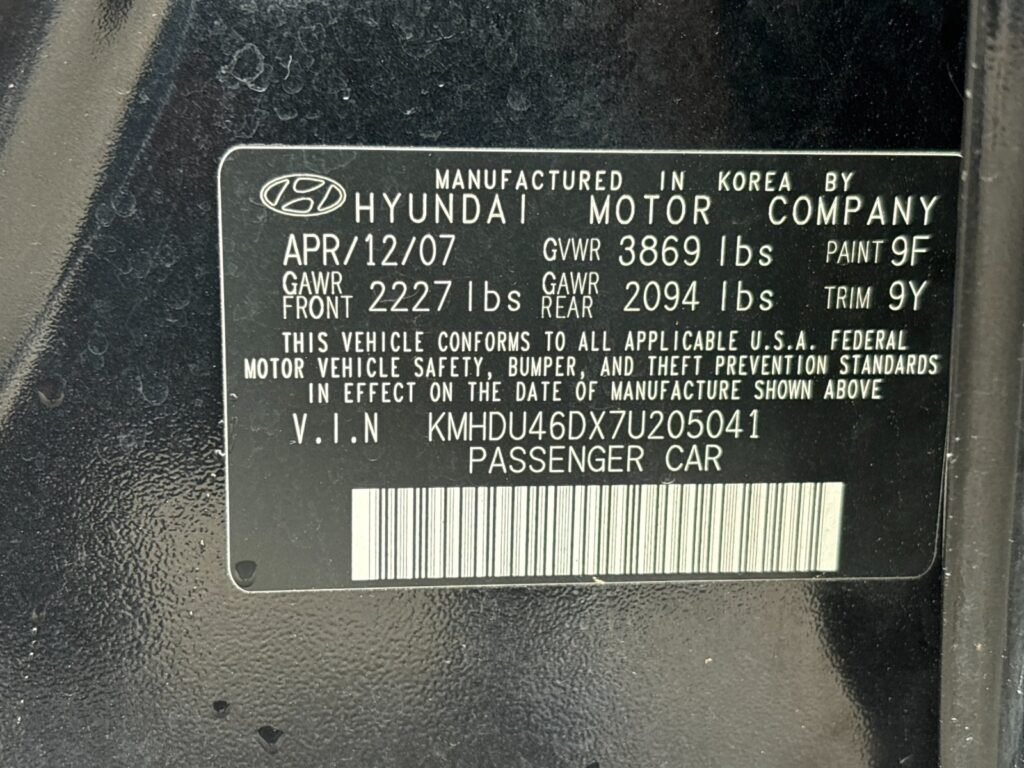 MANUFACTURED IN KOREA BY
HYUNDAI MOTOR COMPANY
APR/12/07 GVWR 3869 lbs PAINT 9F
GAWR FRONT 2227 lbs GAWR REAR 2094 lbs TRIM 9Y
THIS VEHICLE CONFORMS TO ALL APPLICABLE U.S.A. FEDERAL
MOTOR VEHICLE SAFETY, BUMPER, AND THEFT PREVENTION STANDARDS
IN EFFECT ON THE DATE OF MANUFACTURE SHOWN ABOVE
V.I.N KMHDU46DX7U205041
PASSENGER CAR